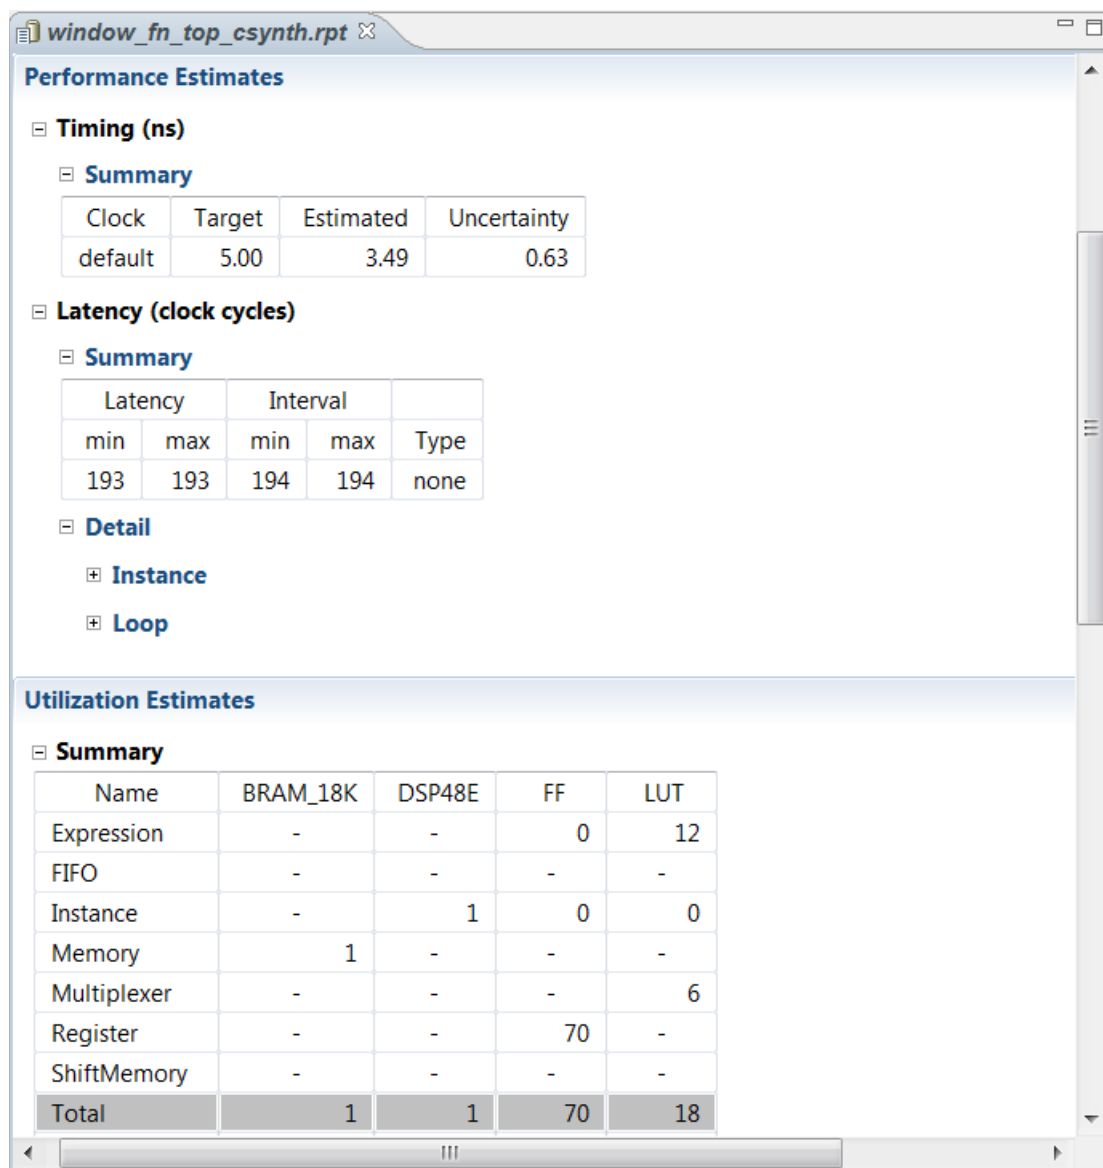 window_fn_top_csynth.rpt
Performance Estimates
Timing (ns)
Summary
Clock Target Estimated Uncertainty
default 5.00 3.49 0.63
Latency (clock cycles)
Summary
Latency Interval
min max min max Type
193 193 194 194 none
Detail
Instance
Loop
Utilization Estimates
Summary
Name BRAM_18K DSP48E FF LUT
Expression - - 0 12
FIFO - - - -
Instance - 1 0 0
Memory 1 - - -
Multiplexer - - - 6
Register - - 70 -
ShiftMemory - - - -
Total 1 1 70 18